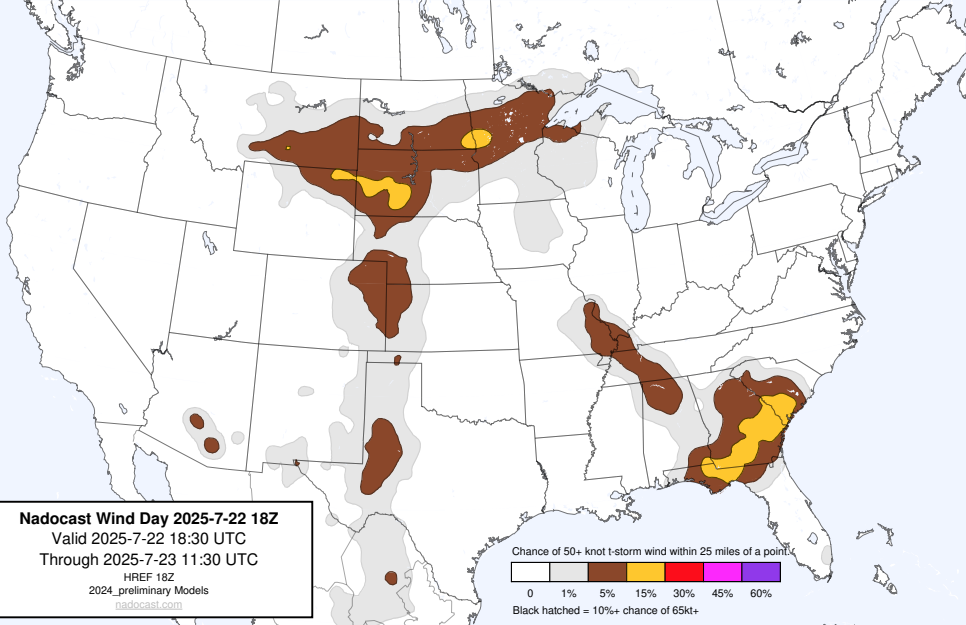 Nadocast Wind Day 2025-7-22 18Z
Valid 2025-7-22 18:30 UTC
Through 2025-7-23 11:30 UTC
HREF 18Z
2024_preliminary Models
nadocast.com
Chance of 50+ knot t-storm wind within 25 miles of a point.
0 1% 5% 15% 30% 45% 60%
Black hatched = 10%+ chance of 65kt+